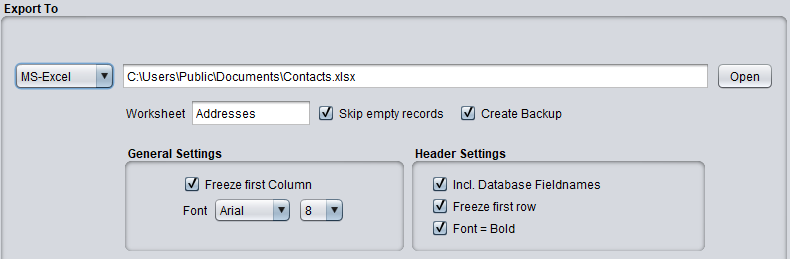 Export To
MS-Excel C:\Users\Public\Documents\Contacts.xlsx Open
Worksheet Addresses Skip empty records Create Backup
General Settings Header Settings
Freeze first Column Incl. Database Fieldnames
Freeze first row
Font Arial 8
Font = Bold